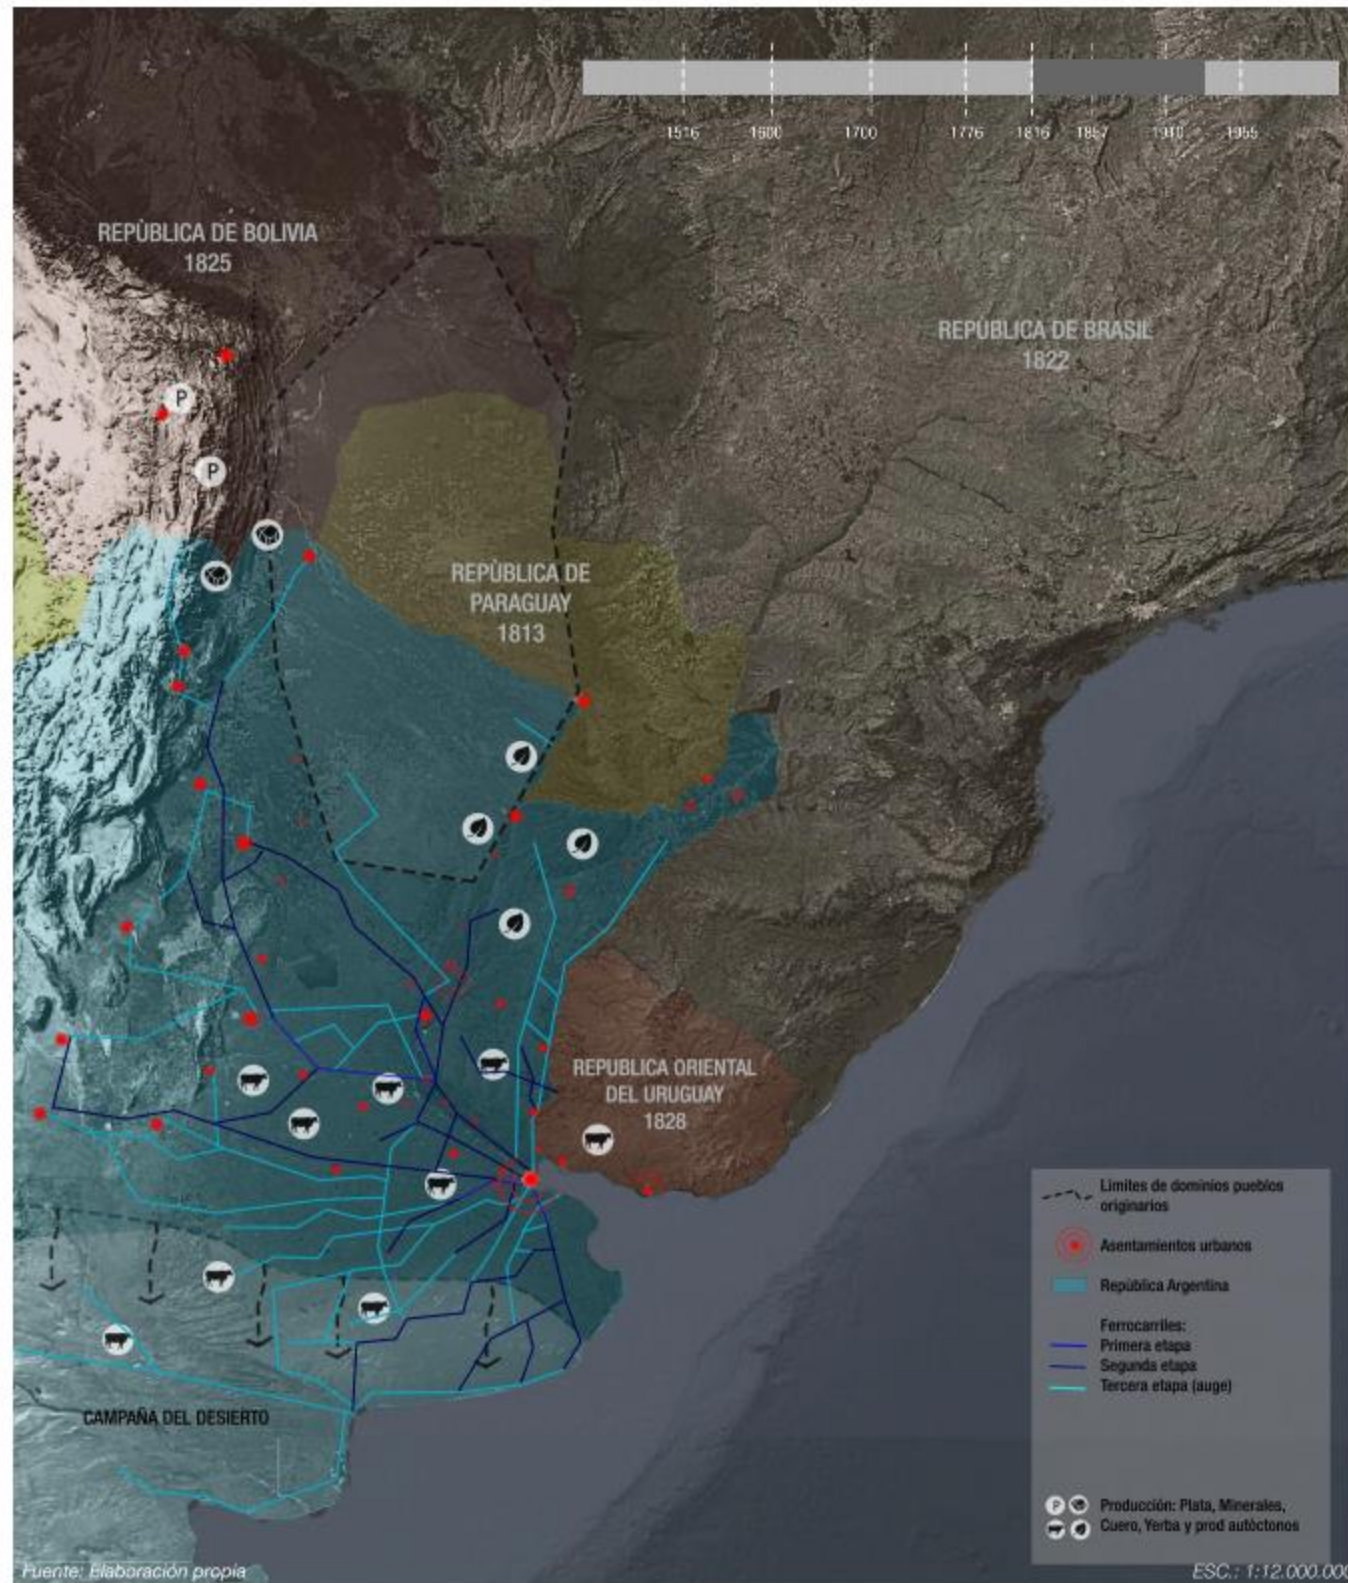 1516 1600 1700 1776 1816 1857 1910 1955
REPÙBLICA DE BOLIVIA
1825
REPUBLICA DE BRASIL
1822
P
P
REPÙBLICA DE
PARAGUAY
1813
REPUBLICA ORIENTAL
DEL URUGUAY
1828
CAMPAÑA DEL DESIERTO
Limites de dominios pueblos
originarios
Asentamientos urbanos
Repùblica Argentina
Ferrocarriles:
Primera etapa
Segunda etapa
Tercera etapa (auge)
P
Producción: Plata, Minerales,
Cuero, Yerba y prod autòctonos
Fuente: Elaboración propia
ESC.: 1:12.000.000